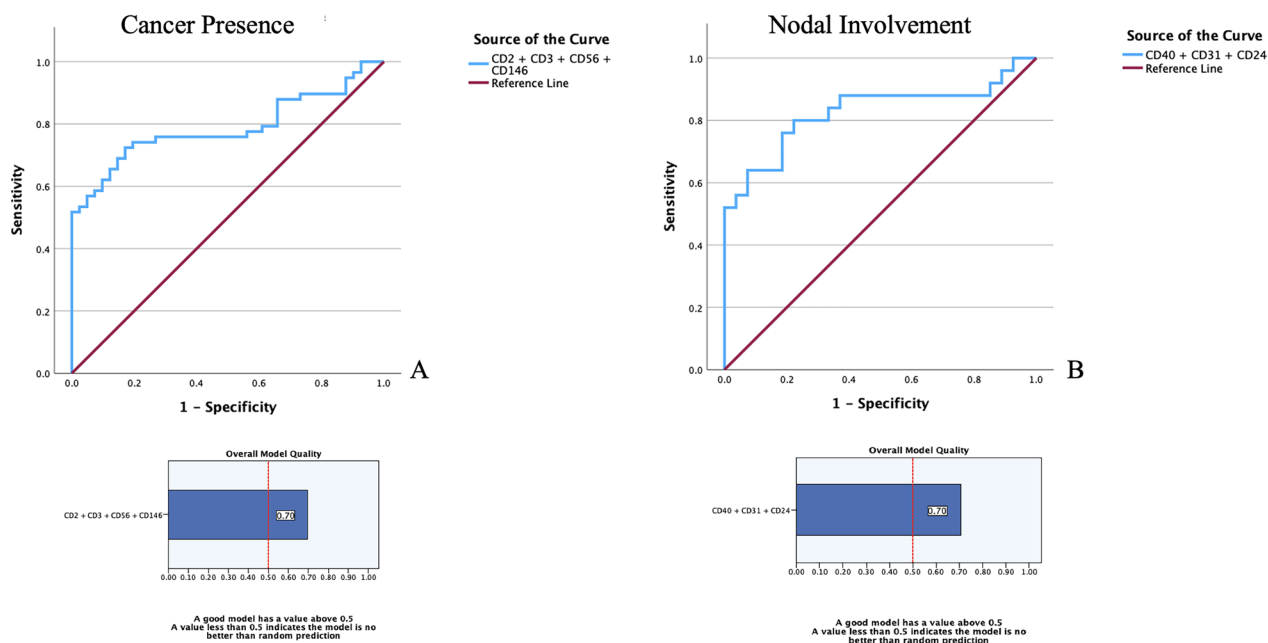 Cancer Presence
Source of the Curve
CD2 + CD3 + CD56 +
CD146
Reference Line
1.0
0.8
0.6
0.4
0.2
0.0
Sensitivity
0.0 0.2 0.4 0.6 0.8 1.0
1 – Specificity
A
Overall Model Quality
CD2 + CD3 + CD56 + CD146
0.70
0.00 0.10 0.20 0.30 0.40 0.50 0.60 0.70 0.80 0.90 1.00
A good model has a value above 0.5
A value less than 0.5 indicates the model is no
better than random prediction
Nodal Involvement
Source of the Curve
CD40 + CD31 + CD24
Reference Line
1.0
0.8
0.6
0.4
0.2
0.0
Sensitivity
0.0 0.2 0.4 0.6 0.8 1.0
1 – Specificity
B
Overall Model Quality
CD40 + CD31 + CD24
0.70
0.00 0.10 0.20 0.30 0.40 0.50 0.60 0.70 0.80 0.90 1.00
A good model has a value above 0.5
A value less than 0.5 indicates the model is no
better than random prediction